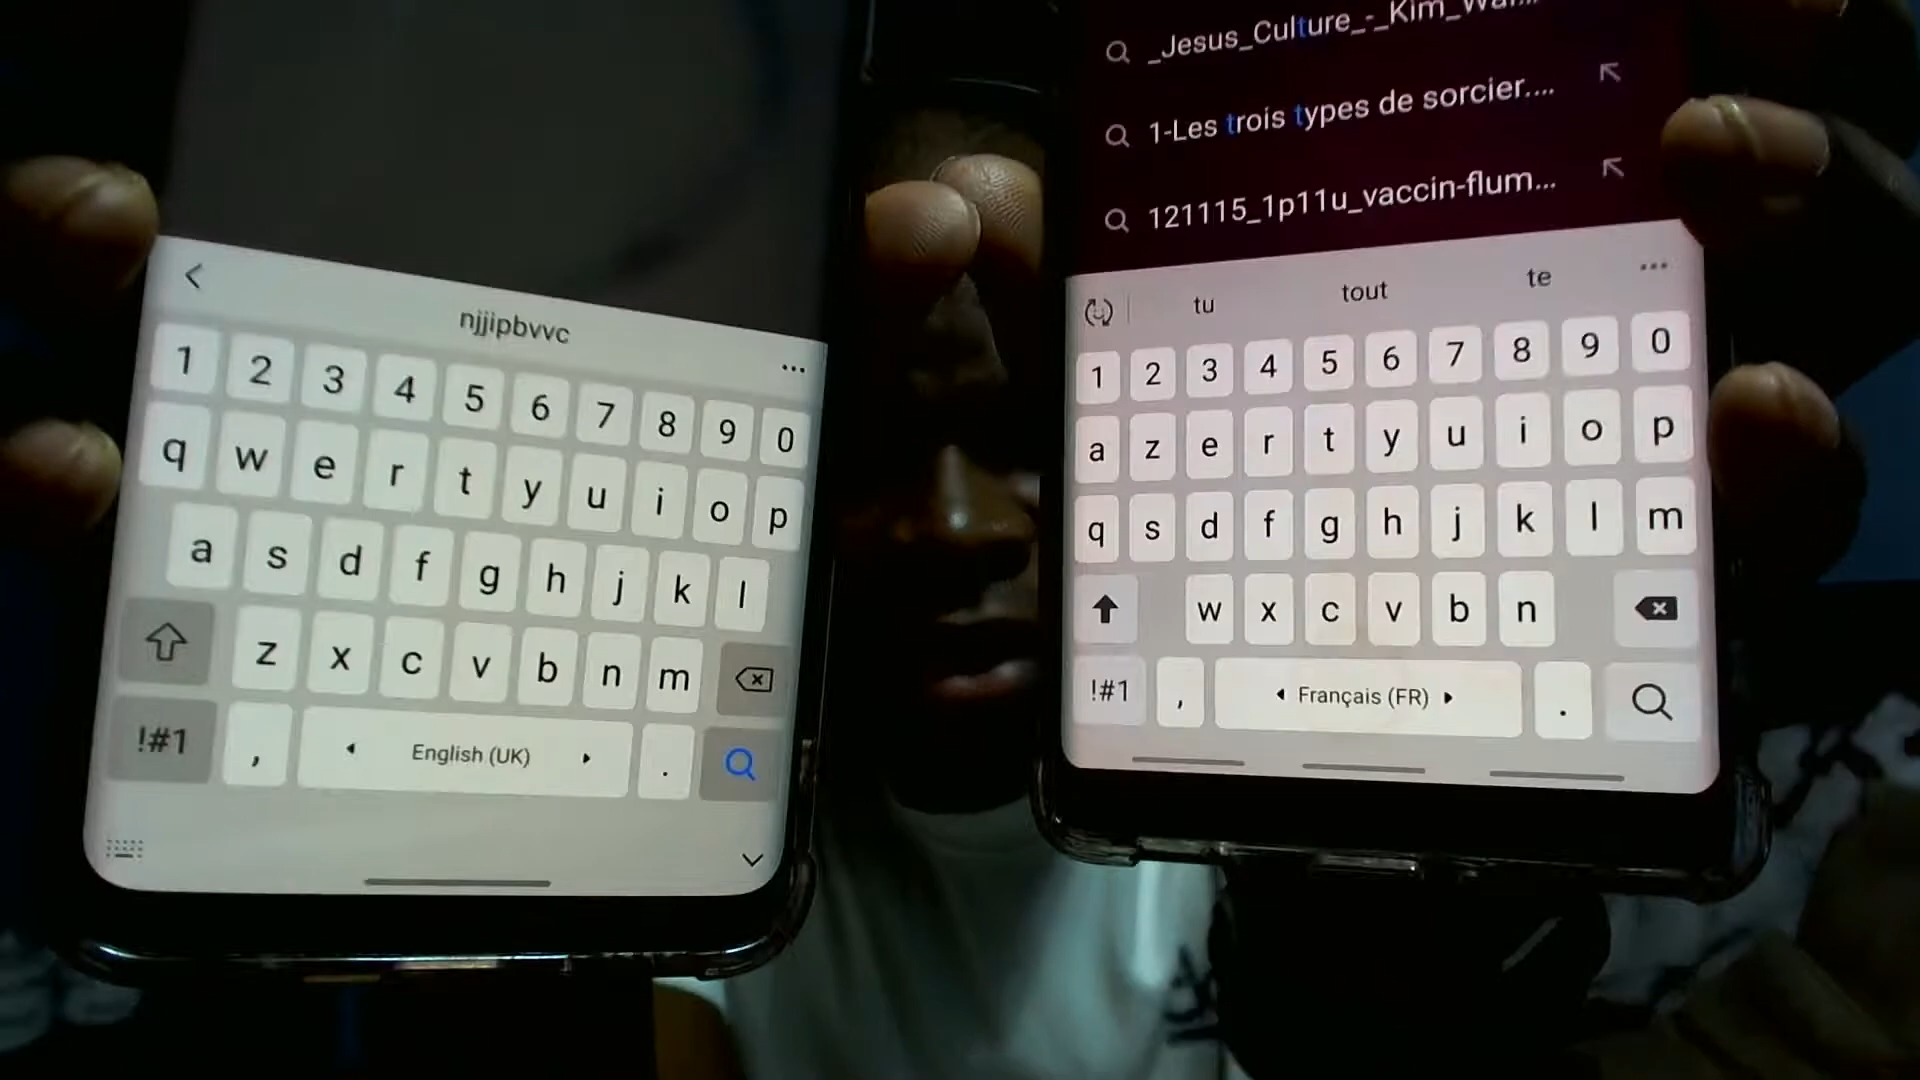 njjipbvvc
1 2 3 4 5 6 7 8 9 0
q w e r t y u i o p
a s d f g h j k l
z x c v b n m
!#1 , English (UK) .
_Jesus_Culture_-_Kim_Wal...
1-Les trois types de sorcier....
121115_1p11u_vaccin-flum...
tu tout te
1 2 3 4 5 6 7 8 9 0
a z e r t y u i o p
q s d f g h j k l m
w x c v b n
!#1 , Français (FR) .